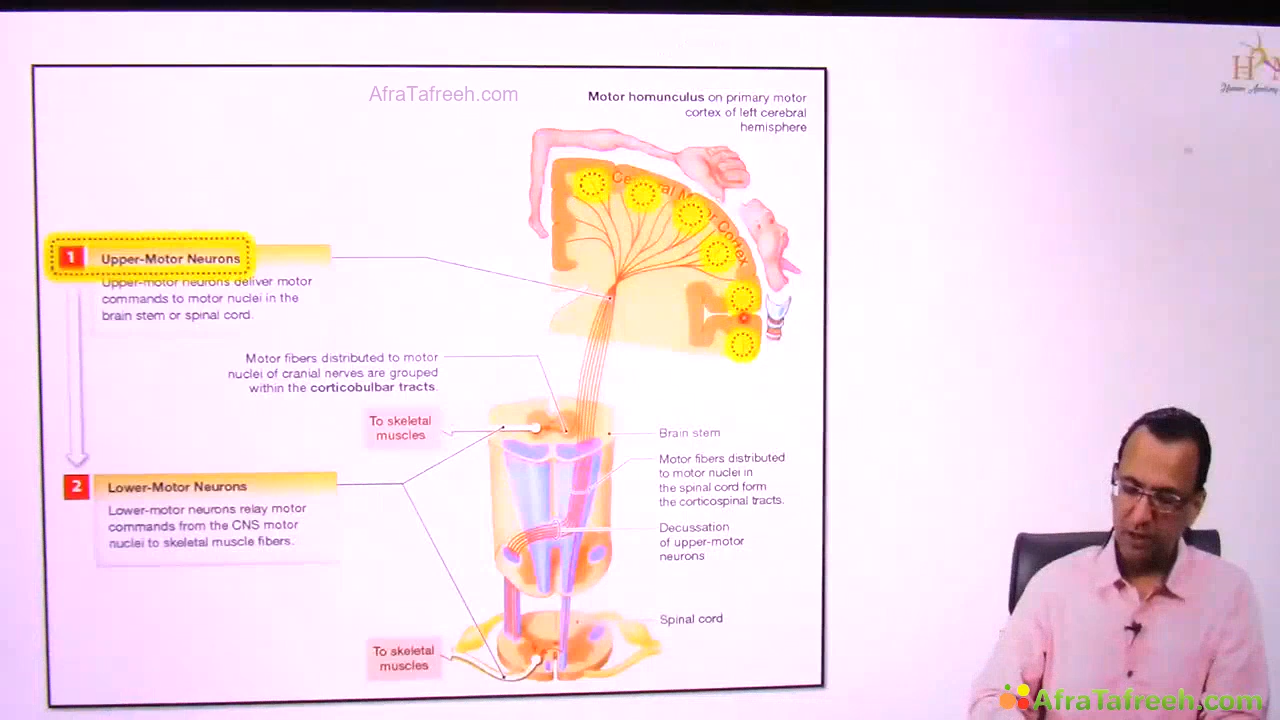 AfraTafreeh.com
Motor homunculus on primary motor
cortex of left cerebral
hemisphere
Cerebral Motor Cortex
1 Upper-Motor Neurons
Upper-motor neurons deliver motor
commands to motor nuclei in the
brain stem or spinal cord.
Motor fibers distributed to motor
nuclei of cranial nerves are grouped
within the corticobulbar tracts.
To skeletal
muscles
Brain stem
Motor fibers distributed
to motor nuclei in
the spinal cord form
the corticospinal tracts.
2 Lower-Motor Neurons
Lower-motor neurons relay motor
commands from the CNS motor
nuclei to skeletal muscle fibers.
Decussation
of upper-motor
neurons
Spinal cord
To skeletal
muscles
Human Anatomy
AfraTafreeh.com